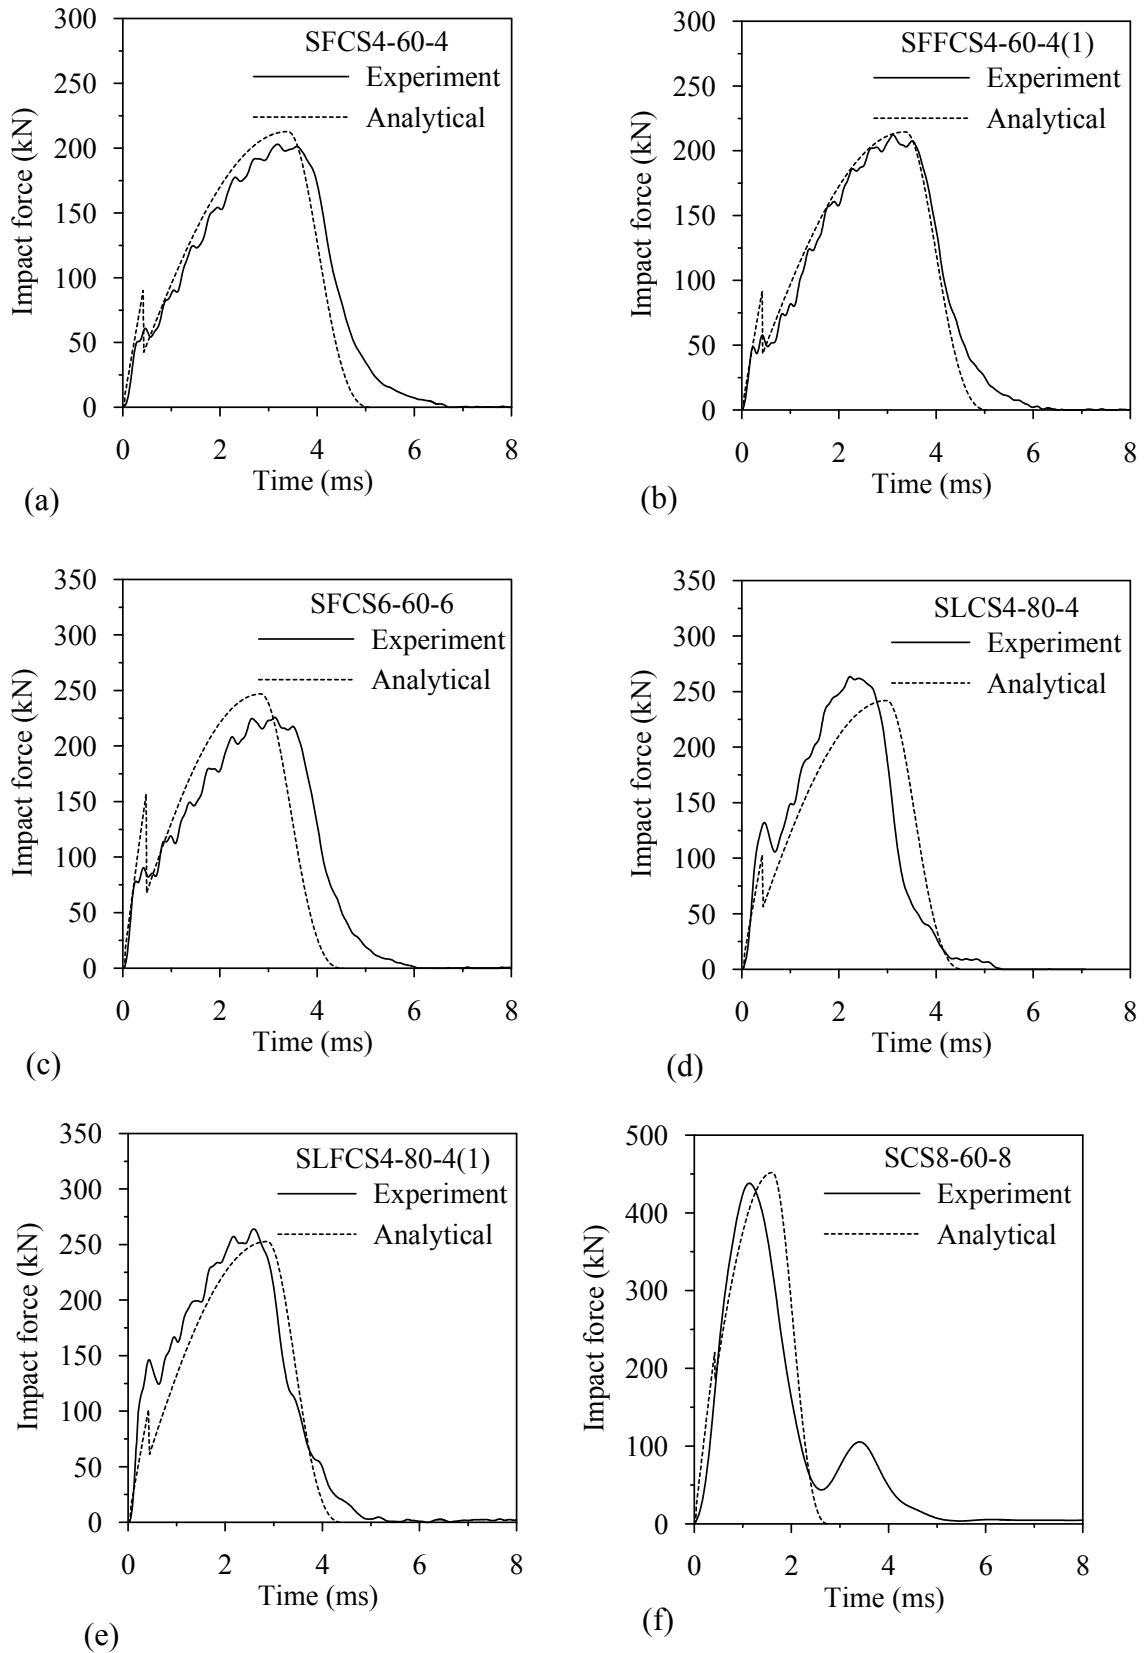 300
250
200
150
100
50
0
Impact force (kN)
SFCS4-60-4
Experiment
Analytical
0 2 4 6 8
Time (ms)
(a)
300
250
200
150
100
50
0
Impact force (kN)
SFFCS4-60-4(1)
Experiment
Analytical
0 2 4 6 8
Time (ms)
(b)
350
300
250
200
150
100
50
0
Impact force (kN)
SFCS6-60-6
Experiment
Analytical
0 2 4 6 8
Time (ms)
(c)
350
300
250
200
150
100
50
0
Impact force (kN)
SLCS4-80-4
Experiment
Analytical
0 2 4 6 8
Time (ms)
(d)
350
300
250
200
150
100
50
0
Impact force (kN)
SLFCS4-80-4(1)
Experiment
Analytical
0 2 4 6 8
Time (ms)
(e)
500
400
300
200
100
0
Impact force (kN)
SCS8-60-8
Experiment
Analytical
0 2 4 6 8
Time (ms)
(f)